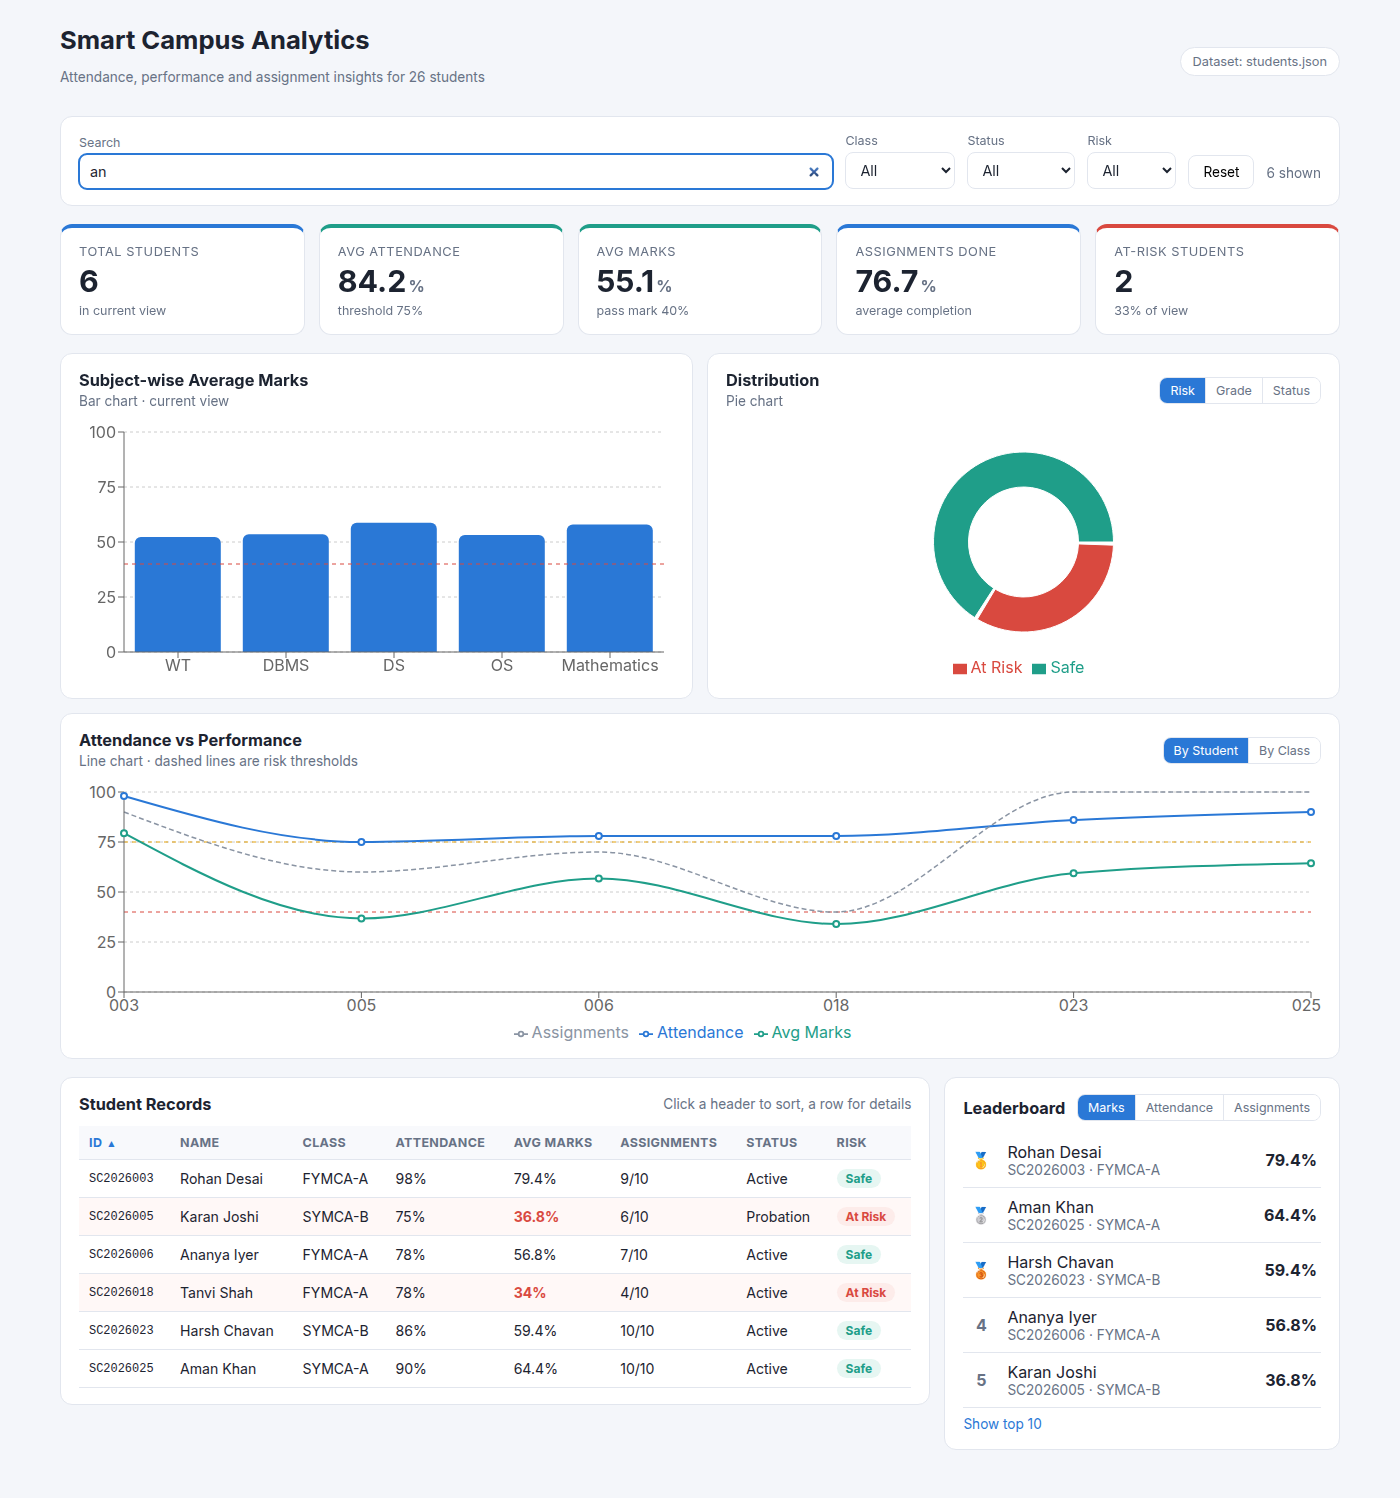 Smart Campus Analytics
Attendance, performance and assignment insights for 26 students
Dataset: students.json
Search
an
Class
All
Status
All
Risk
All
Reset
6 shown
TOTAL STUDENTS
6
in current view
AVG ATTENDANCE
84.2%
threshold 75%
AVG MARKS
55.1%
pass mark 40%
ASSIGNMENTS DONE
76.7%
average completion
AT-RISK STUDENTS
2
33% of view
Subject-wise Average Marks
Bar chart · current view
100
75
50
25
0
WT DBMS DS OS Mathematics
Distribution
Pie chart
Risk Grade Status
At Risk Safe
Attendance vs Performance
Line chart · dashed lines are risk thresholds
By Student By Class
100
75
50
25
0
003 005 006 018 023 025
Assignments Attendance Avg Marks
Student Records
Click a header to sort, a row for details
ID ▲ NAME CLASS ATTENDANCE AVG MARKS ASSIGNMENTS STATUS RISK
SC2026003 Rohan Desai FYMCA-A 98% 79.4% 9/10 Active Safe
SC2026005 Karan Joshi SYMCA-B 75% 36.8% 6/10 Probation At Risk
SC2026006 Ananya Iyer FYMCA-A 78% 56.8% 7/10 Active Safe
SC2026018 Tanvi Shah FYMCA-A 78% 34% 4/10 Active At Risk
SC2026023 Harsh Chavan SYMCA-B 86% 59.4% 10/10 Active Safe
SC2026025 Aman Khan SYMCA-A 90% 64.4% 10/10 Active Safe
Leaderboard
Marks Attendance Assignments
🥇 Rohan Desai 79.4%
SC2026003 · FYMCA-A
🥈 Aman Khan 64.4%
SC2026025 · SYMCA-A
🥉 Harsh Chavan 59.4%
SC2026023 · SYMCA-B
4 Ananya Iyer 56.8%
SC2026006 · FYMCA-A
5 Karan Joshi 36.8%
SC2026005 · SYMCA-B
Show top 10